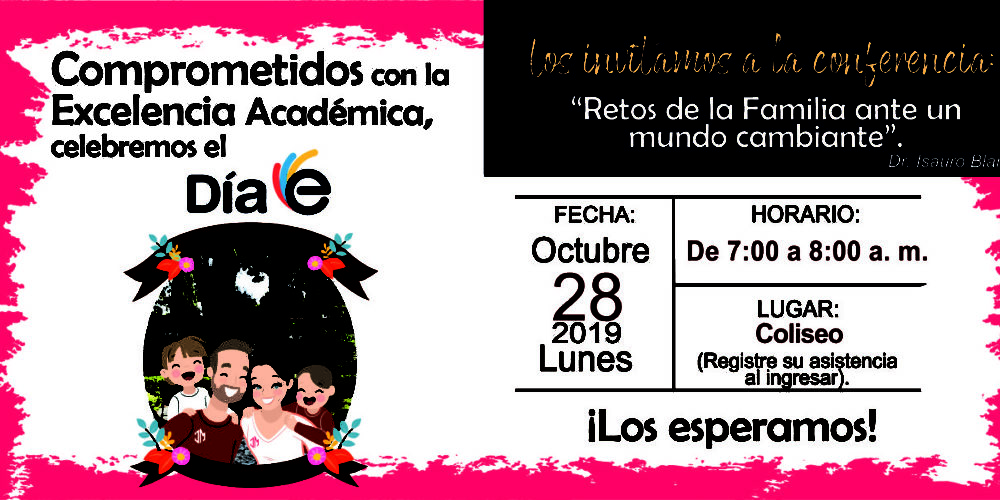 Comprometidos con la
Excelencia Académica,
celebremos el
Día e
Los invitamos a la conferencia:
“Retos de la Familia ante un
mundo cambiante”.
Dr. Isauro
FECHA:
Octubre
28
2019
Lunes
HORARIO:
De 7:00 a 8:00 a. m.
LUGAR:
Coliseo
(Registre su asistencia
al ingresar).
¡Los esperamos!
JM
JM